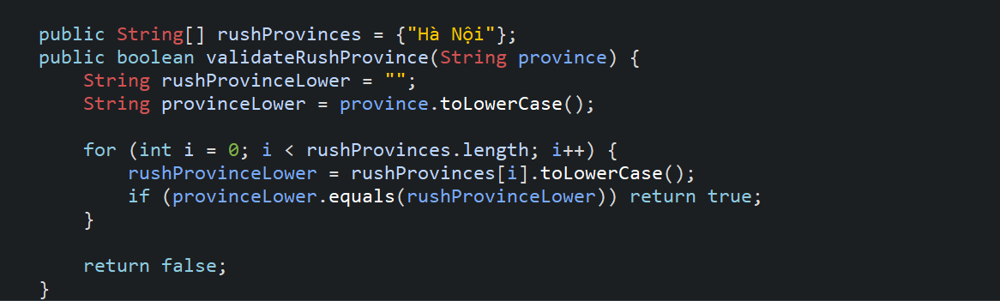 public String[] rushProvinces = {"Hà Nội"};
public boolean validateRushProvince(String province) {
    String rushProvinceLower = "";
    String provinceLower = province.toLowerCase();

    for (int i = 0; i < rushProvinces.length; i++) {
        rushProvinceLower = rushProvinces[i].toLowerCase();
        if (provinceLower.equals(rushProvinceLower)) return true;
    }

    return false;
}